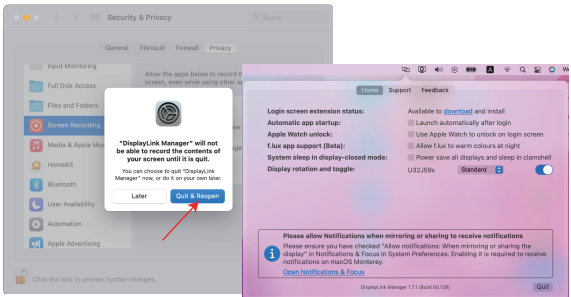 Security & Privacy
Search
General
FileVault
Firewall
Privacy
Input Monitoring
Full Disk Access
Files and Folders
Screen Recording
Media & Apple Mus
HomeKit
Bluetooth
User Availability
Automation
Apple Advertising
Allow the apps below to record t
screen, even while using other ap
"DisplayLink Manager" will not
be able to record the contents of
your screen until it is quit.
You can choose to quit "DisplayLink
Manager" now, or do it on your own later.
Later
Quit & Reopen
Click the lock to prevent further changes.
Home
Support
Feedback
Login screen extension status:
Available to download and install
Automatic app startup:
Launch automatically after login
Apple Watch unlock:
Use Apple Watch to unlock on login screen
f.lux app support (Beta):
Allow f.lux to warm colours at night
System sleep in display-closed mode:
Power save all displays and sleep in clamshell
Display rotation and toggle:
U32J59x
Standard
Please allow Notifications when mirroring or sharing to receive notifications
Please ensure you have checked "Allow notifications: When mirroring or sharing the
display" in Notifications & Focus in System Preferences. Enabling it is required to receive
notifications on macOS Monterey.
Open Notifications & Focus
DisplayLink Manager 1.7.1 (Build 60.129)
Quit